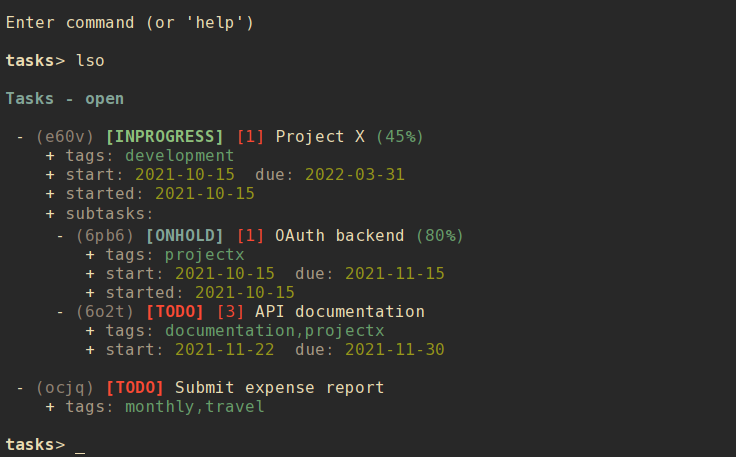 Enter command (or 'help')
tasks> lso
Tasks - open
- (e60v) [INPROGRESS] [1] Project X (45%)
+ tags: development
+ start: 2021-10-15  due: 2022-03-31
+ started: 2021-10-15
+ subtasks:
- (6pb6) [ONHOLD] [1] OAuth backend (80%)
+ tags: projectx
+ start: 2021-10-15  due: 2021-11-15
+ started: 2021-10-15
- (6o2t) [TODO] [3] API documentation
+ tags: documentation,projectx
+ start: 2021-11-22  due: 2021-11-30
- (ocjq) [TODO] Submit expense report
+ tags: monthly,travel
tasks> _